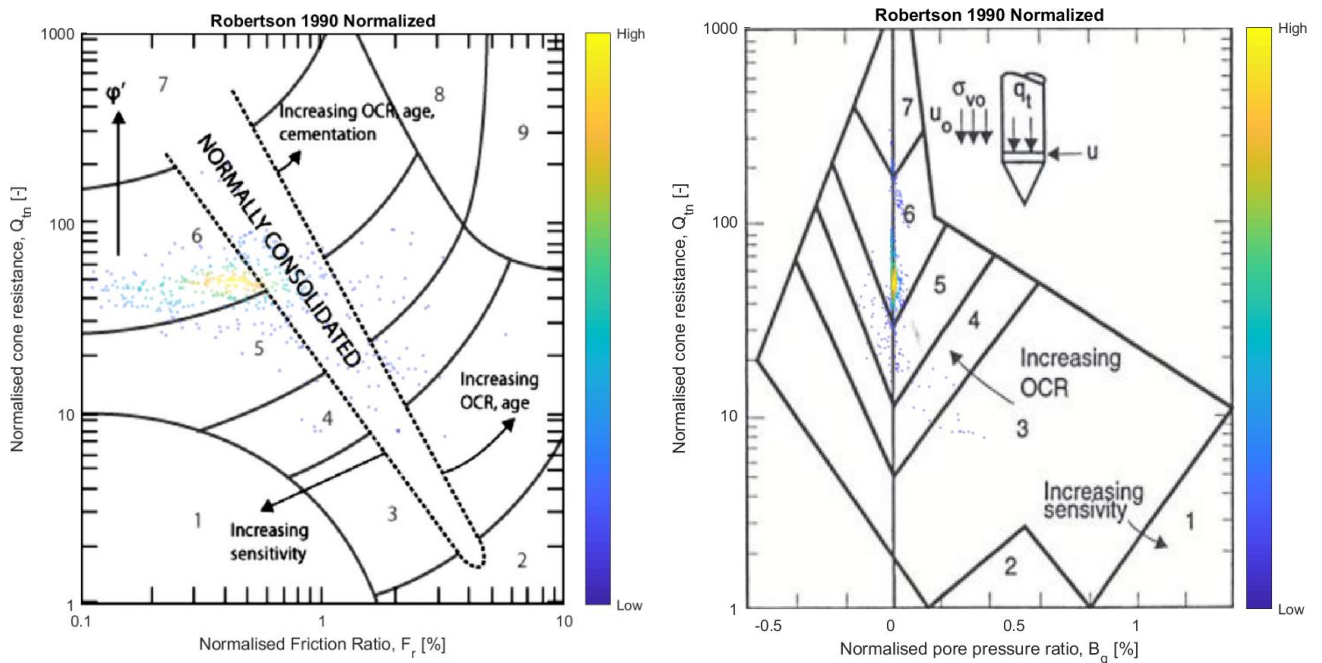 Robertson 1990 Normalized
1000
100
10
1
0.1
1
10
Normalised cone resistance, Qtn [-]
Normalised Friction Ratio, Fr [%]
7
8
9
φ'
Increasing OCR, age,
cementation
NORMALLY CONSOLIDATED
6
5
Increasing
OCR, age
4
3
1
Increasing
sensitivity
2
High
Low
Robertson 1990 Normalized
1000
100
10
1
-0.5
0
0.5
1
Normalised cone resistance, Qtn [-]
Normalised pore pressure ratio, Bq [%]
7
σvo
qt
uo
u
6
5
4
Increasing
OCR
3
Increasing
sensivity
1
2
High
Low